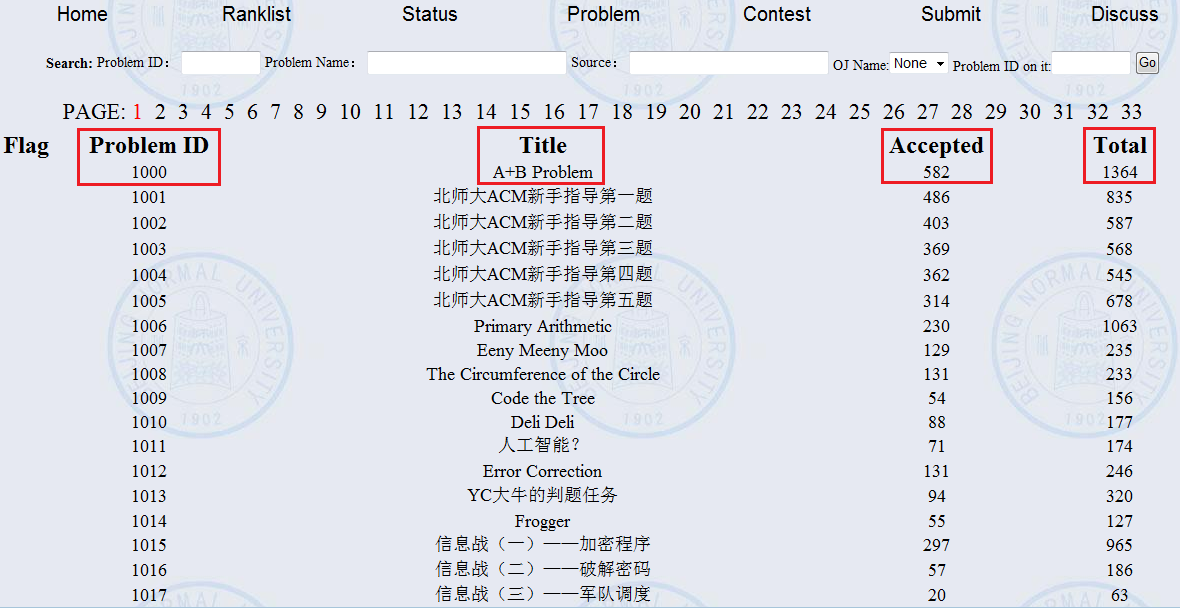 Home Ranklist Status Problem Contest Submit Discuss
Search: Problem ID： Problem Name： Source： OJ Name: None Problem ID on it: Go
PAGE: 1 2 3 4 5 6 7 8 9 10 11 12 13 14 15 16 17 18 19 20 21 22 23 24 25 26 27 28 29 30 31 32 33
Flag Problem ID Title Accepted Total
1000 A+B Problem 582 1364
1001 北师大ACM新手指导第一题 486 835
1002 北师大ACM新手指导第二题 403 587
1003 北师大ACM新手指导第三题 369 568
1004 北师大ACM新手指导第四题 362 545
1005 北师大ACM新手指导第五题 314 678
1006 Primary Arithmetic 230 1063
1007 Eeny Meeny Moo 129 235
1008 The Circumference of the Circle 131 233
1009 Code the Tree 54 156
1010 Deli Deli 88 177
1011 人工智能？ 71 174
1012 Error Correction 131 246
1013 YC大牛的判题任务 94 320
1014 Frogger 55 127
1015 信息战（一）——加密程序 297 965
1016 信息战（二）——破解密码 57 186
1017 信息战（三）——军队调度 20 63
BEIJING NORMAL UNIVERSITY
1902